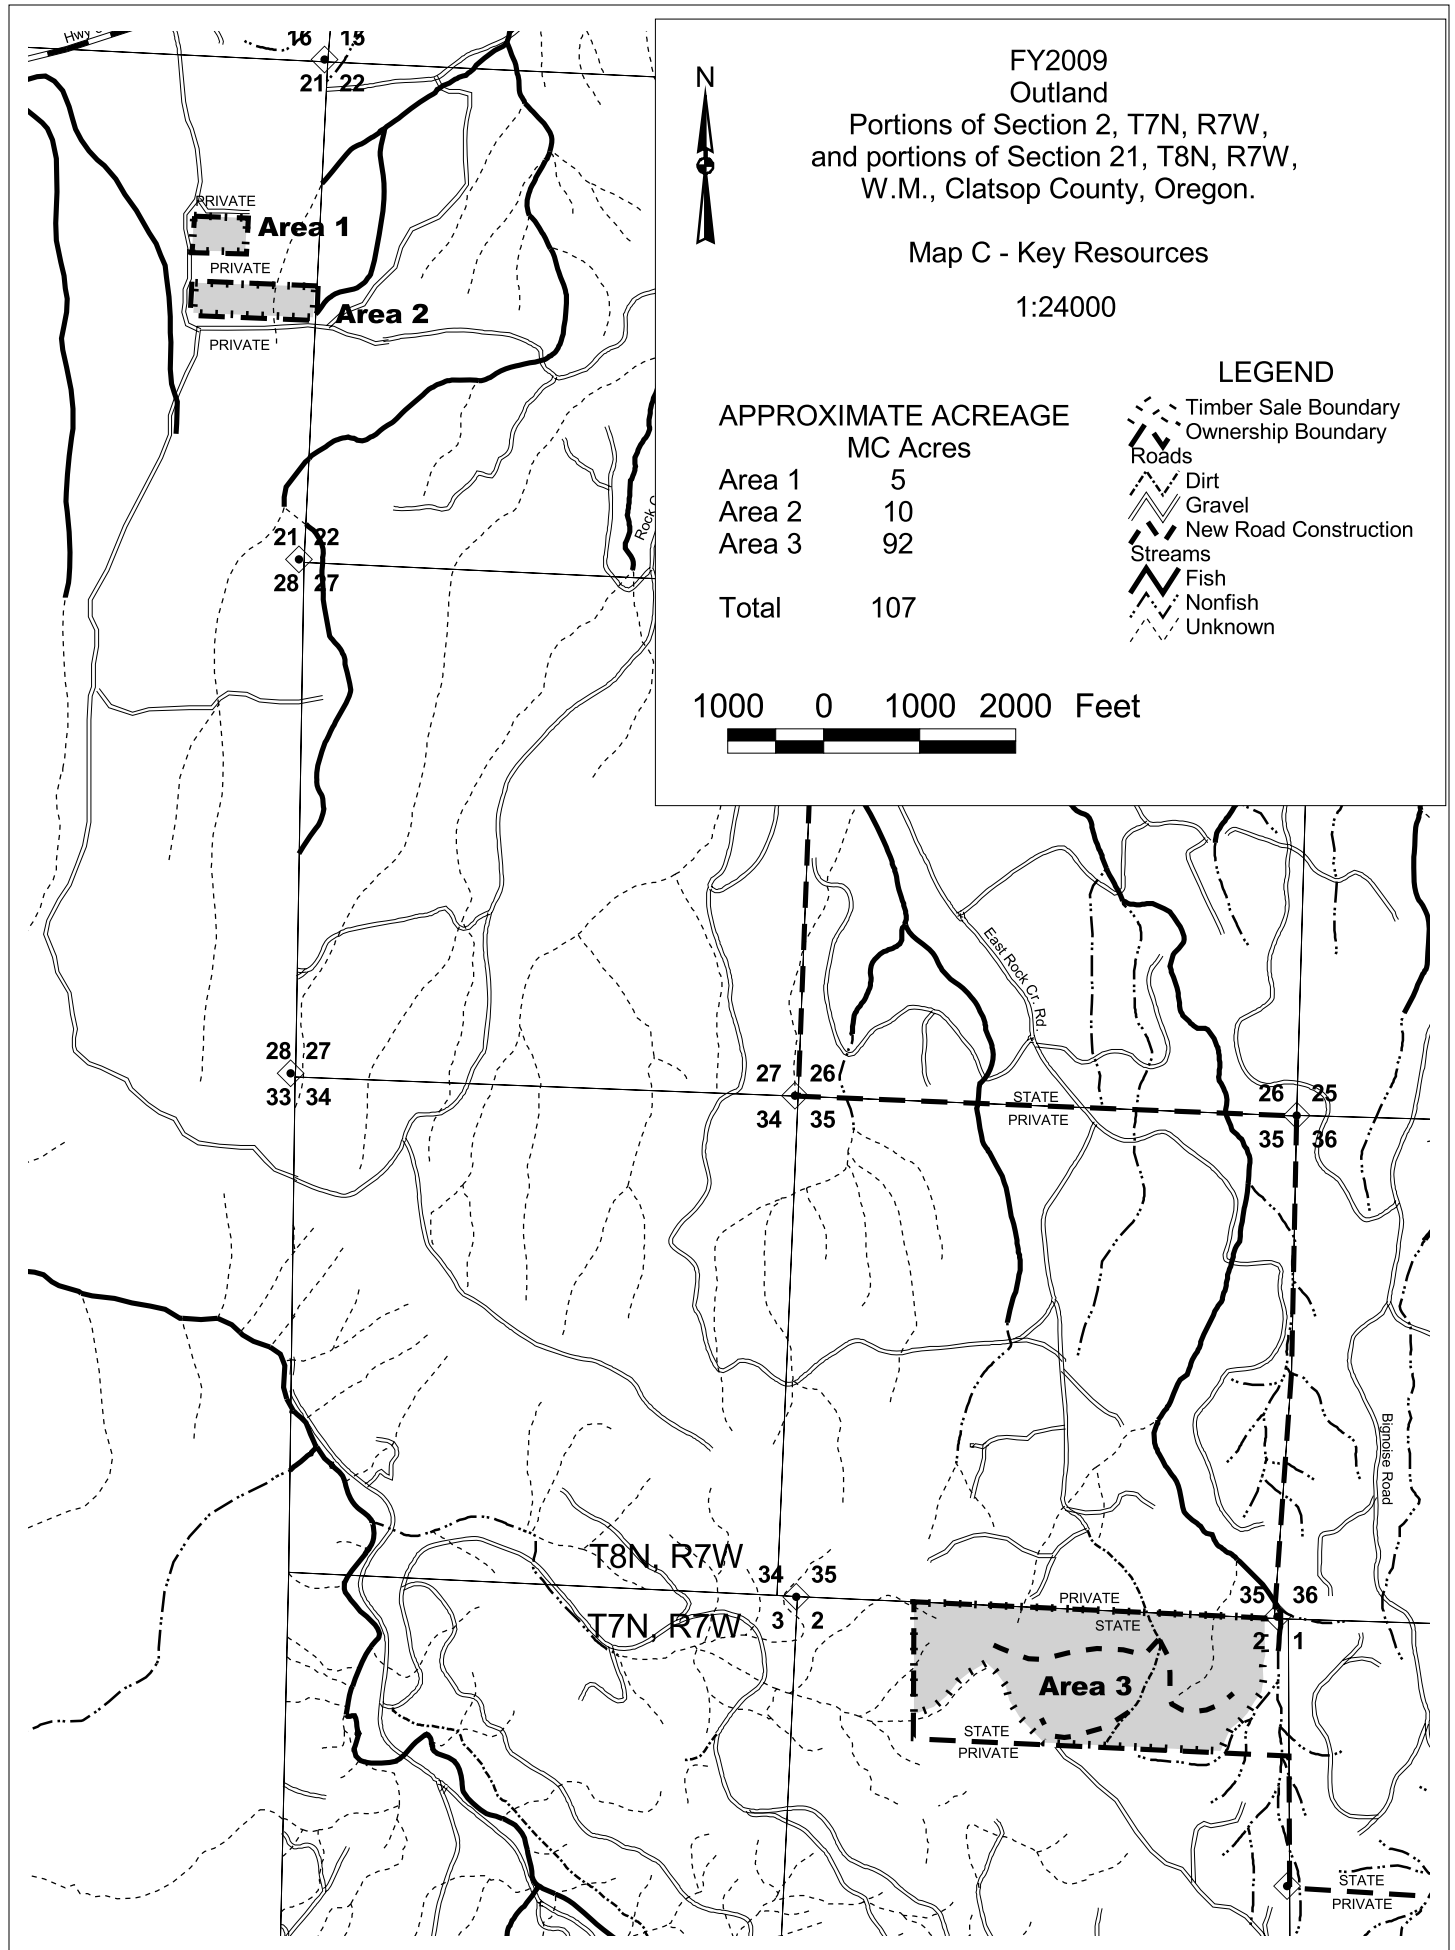 FY2009
Outland
Portions of Section 2, T7N, R7W,
and portions of Section 21, T8N, R7W,
W.M., Clatsop County, Oregon.
Map C - Key Resources
1:24000
N
APPROXIMATE ACREAGE
MC Acres
Area 1 5
Area 2 10
Area 3 92
Total 107
LEGEND
Timber Sale Boundary
Ownership Boundary
Roads
Dirt
Gravel
New Road Construction
Streams
Fish
Nonfish
Unknown
1000 0 1000 2000 Feet
16 15
21 22
PRIVATE
Area 1
PRIVATE
Area 2
PRIVATE
21 22
28 27
East Rock Cr. Rd.
28 27
33 34
27 26
34 35
STATE
PRIVATE
26 25
35 36
Bignoise Road
T8N, R7W
T7N, R7W
34 35
3 2
PRIVATE
STATE
35 36
2 1
Area 3
STATE
PRIVATE
STATE
PRIVATE